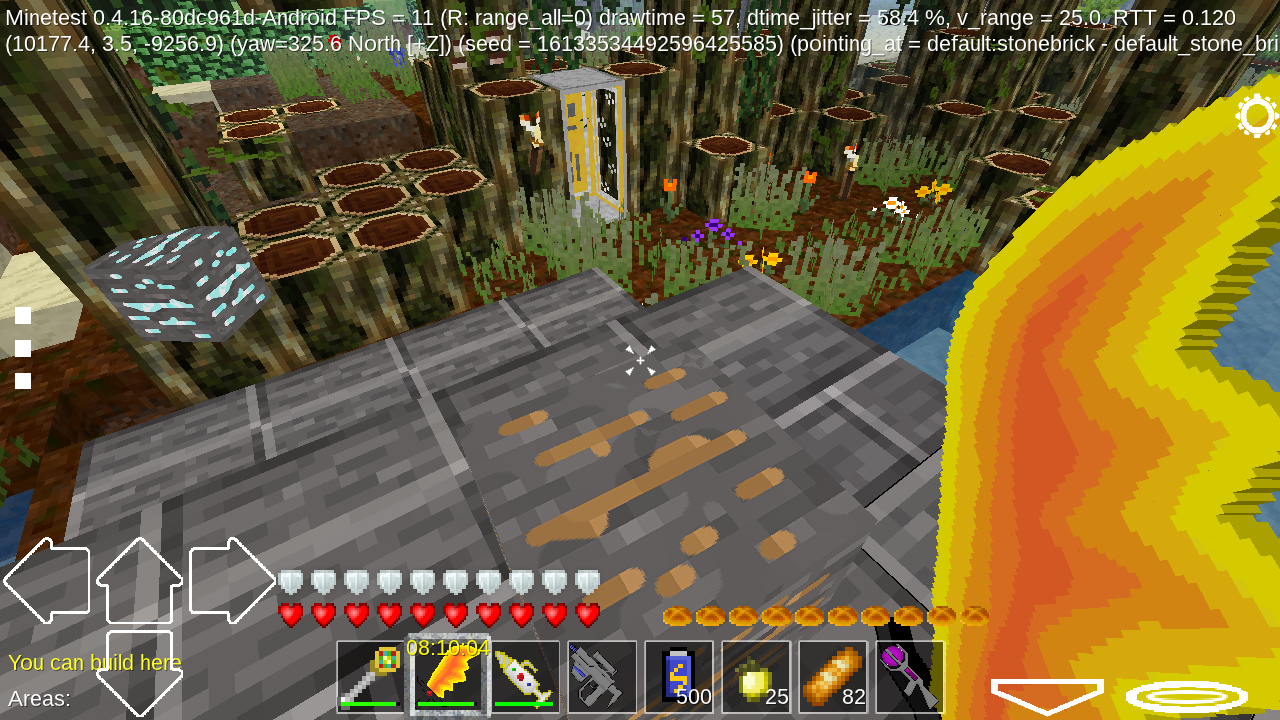 Minetest 0.4.16-80dc961d-Android FPS = 11 (R: range_all=0) drawtime = 57, dtime_jitter = 58.4 %, v_range = 25.0, RTT = 0.120
(10177.4, 3.5, -9256.9) (yaw=325.6 North [+Z]) (seed = 16133534492596425585) (pointing_at = default:stonebrick - default_stone_bri
08:10:04
You can build here
Areas:
S
500
25
82